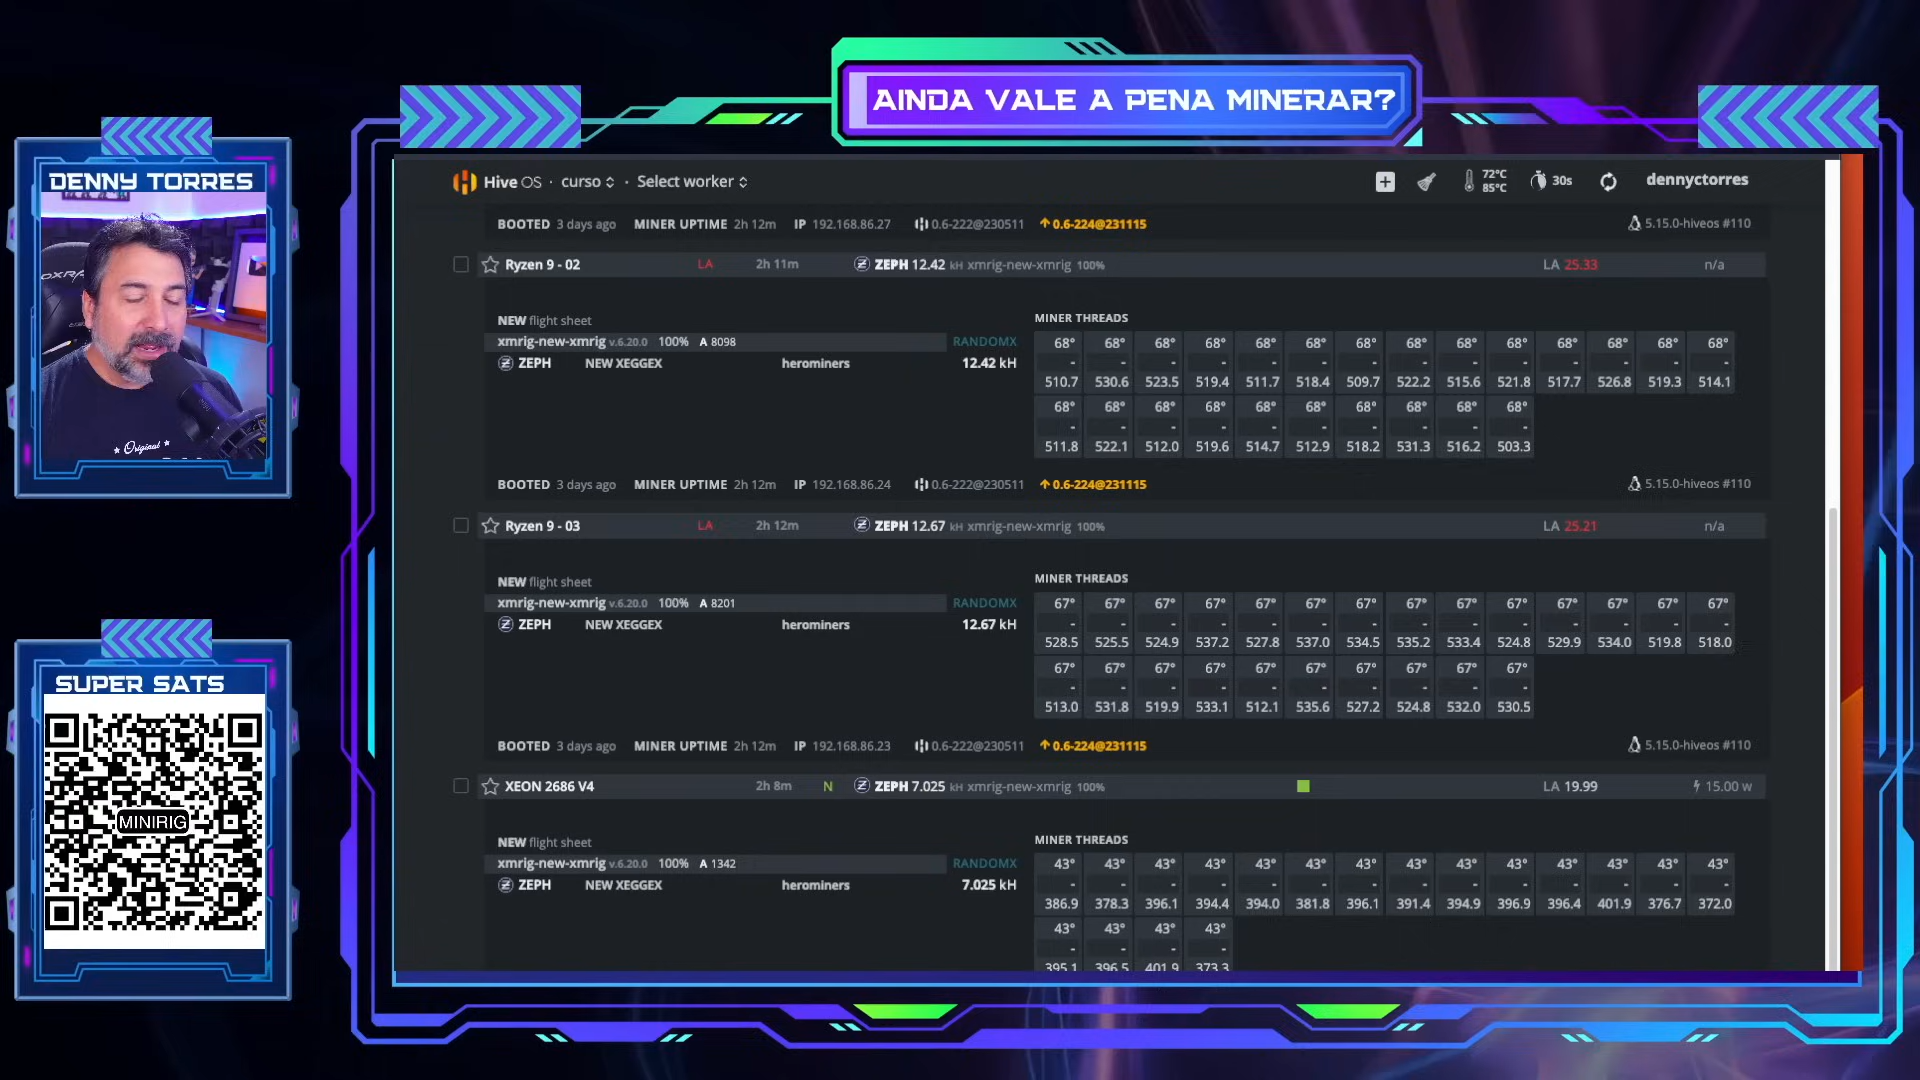 AINDA VALE A PENA MINERAR?
DENNY TORRES
Original
SUPER SATS
MINIRIG
Hive OS · curso · Select worker
72°C
85°C
30s
dennyctorres
BOOTED 3 days ago MINER UPTIME 2h 12m IP 192.168.86.27 0.6-222@230511 0.6-224@231115 5.15.0-hiveos #110
Ryzen 9 - 02 LA 2h 11m ZEPH 12.42 kH xmrig-new-xmrig 100% LA 25.33 n/a
NEW flight sheet
xmrig-new-xmrig v.6.20.0 100% A 8098 RANDOMX
ZEPH NEW XEGGEX herominers 12.42 kH
MINER THREADS
68° 68° 68° 68° 68° 68° 68° 68° 68° 68° 68° 68° 68° 68°
- - - - - - - - - - - - - -
510.7 530.6 523.5 519.4 511.7 518.4 509.7 522.2 515.6 521.8 517.7 526.8 519.3 514.1
68° 68° 68° 68° 68° 68° 68° 68° 68° 68°
- - - - - - - - - -
511.8 522.1 512.0 519.6 514.7 512.9 518.2 531.3 516.2 503.3
BOOTED 3 days ago MINER UPTIME 2h 12m IP 192.168.86.24 0.6-222@230511 0.6-224@231115 5.15.0-hiveos #110
Ryzen 9 - 03 LA 2h 12m ZEPH 12.67 kH xmrig-new-xmrig 100% LA 25.21 n/a
NEW flight sheet
xmrig-new-xmrig v.6.20.0 100% A 8201 RANDOMX
ZEPH NEW XEGGEX herominers 12.67 kH
MINER THREADS
67° 67° 67° 67° 67° 67° 67° 67° 67° 67° 67° 67° 67° 67°
- - - - - - - - - - - - - -
528.5 525.5 524.9 537.2 527.8 537.0 534.5 535.2 533.4 524.8 529.9 534.0 519.8 518.0
67° 67° 67° 67° 67° 67° 67° 67° 67° 67°
- - - - - - - - - -
513.0 531.8 519.9 533.1 512.1 535.6 527.2 524.8 532.0 530.5
BOOTED 3 days ago MINER UPTIME 2h 12m IP 192.168.86.23 0.6-222@230511 0.6-224@231115 5.15.0-hiveos #110
XEON 2686 V4 2h 8m N ZEPH 7.025 kH xmrig-new-xmrig 100% LA 19.99 15.00 w
NEW flight sheet
xmrig-new-xmrig v.6.20.0 100% A 1342 RANDOMX
ZEPH NEW XEGGEX herominers 7.025 kH
MINER THREADS
43° 43° 43° 43° 43° 43° 43° 43° 43° 43° 43° 43° 43° 43°
- - - - - - - - - - - - - -
386.9 378.3 396.1 394.4 394.0 381.8 396.1 391.4 394.9 396.9 396.4 401.9 376.7 372.0
43° 43° 43° 43°
- - - -
395.1 396.5 401.9 373.3